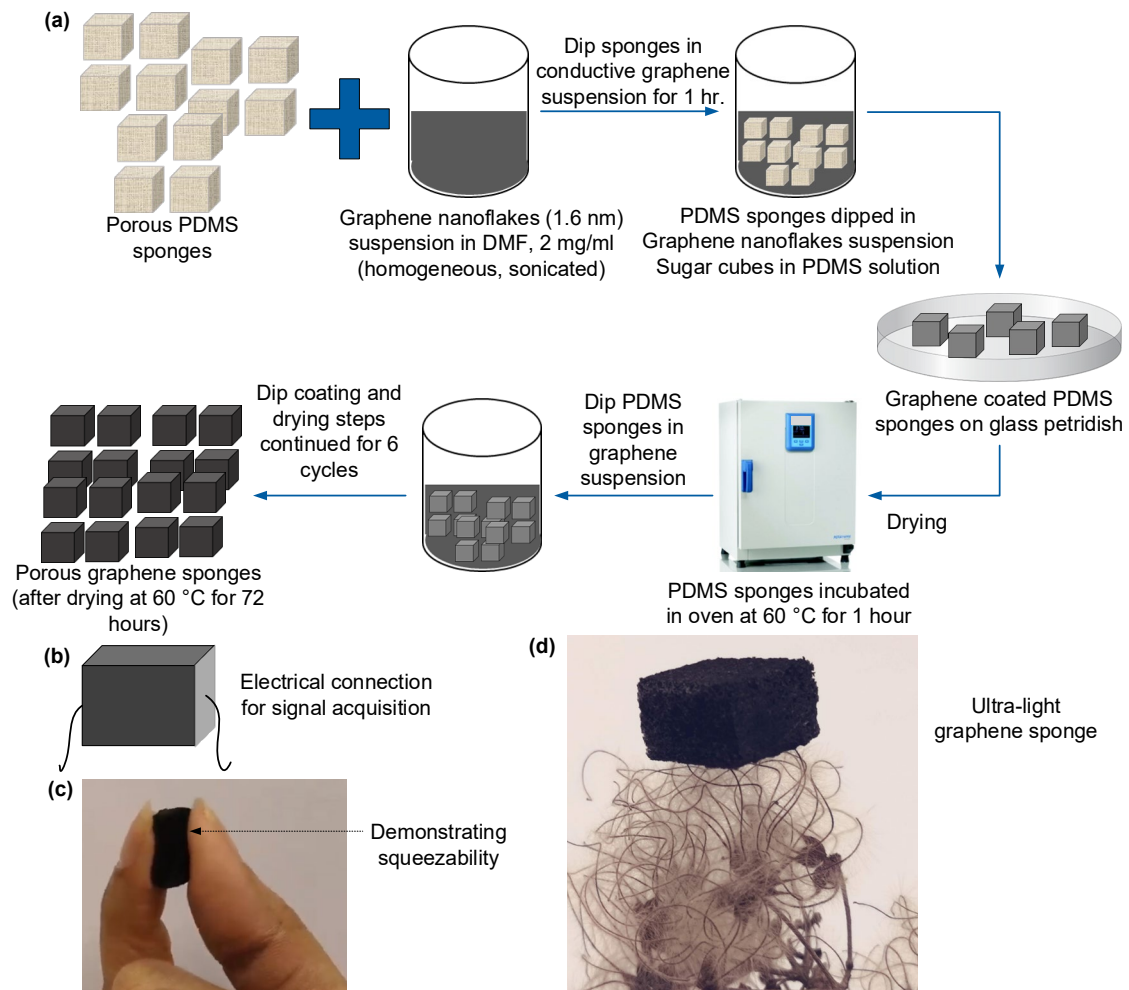 (a)
Dip sponges in
conductive graphene
suspension for 1 hr.
Porous PDMS
sponges
Graphene nanoflakes (1.6 nm)
suspension in DMF, 2 mg/ml
(homogeneous, sonicated)
PDMS sponges dipped in
Graphene nanoflakes suspension
Sugar cubes in PDMS solution
Graphene coated PDMS
sponges on glass petridish
Drying
PDMS sponges incubated
in oven at 60 °C for 1 hour
Dip PDMS
sponges in
graphene
suspension
Dip coating and
drying steps
continued for 6
cycles
Porous graphene sponges
(after drying at 60 °C for 72
hours)
(b)
Electrical connection
for signal acquisition
(c)
Demonstrating
squeezability
(d)
Ultra-light
graphene sponge